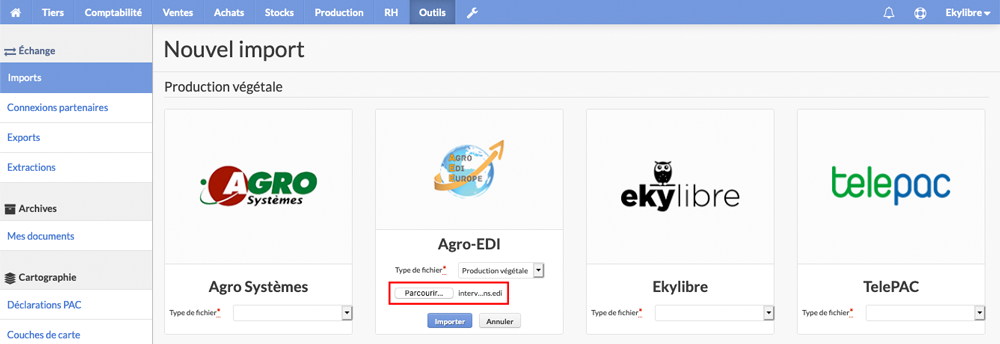 Tiers Comptabilité Ventes Achats Stocks Production RH Outils Ekylibre
Échange
Imports
Connexions partenaires
Exports
Extractions
Archives
Mes documents
Cartographie
Déclarations PAC
Couches de carte
Nouvel import
Production végétale
AGRO
Systèmes
Agro Systèmes
Type de fichier*
AGRO
EDI
EUROPE
Agro-EDI
Type de fichier* Production végétale
Parcourir... interv...ns.edi
Importer Annuler
ekylibre
Ekylibre
Type de fichier*
telepac
TelePAC
Type de fichier*